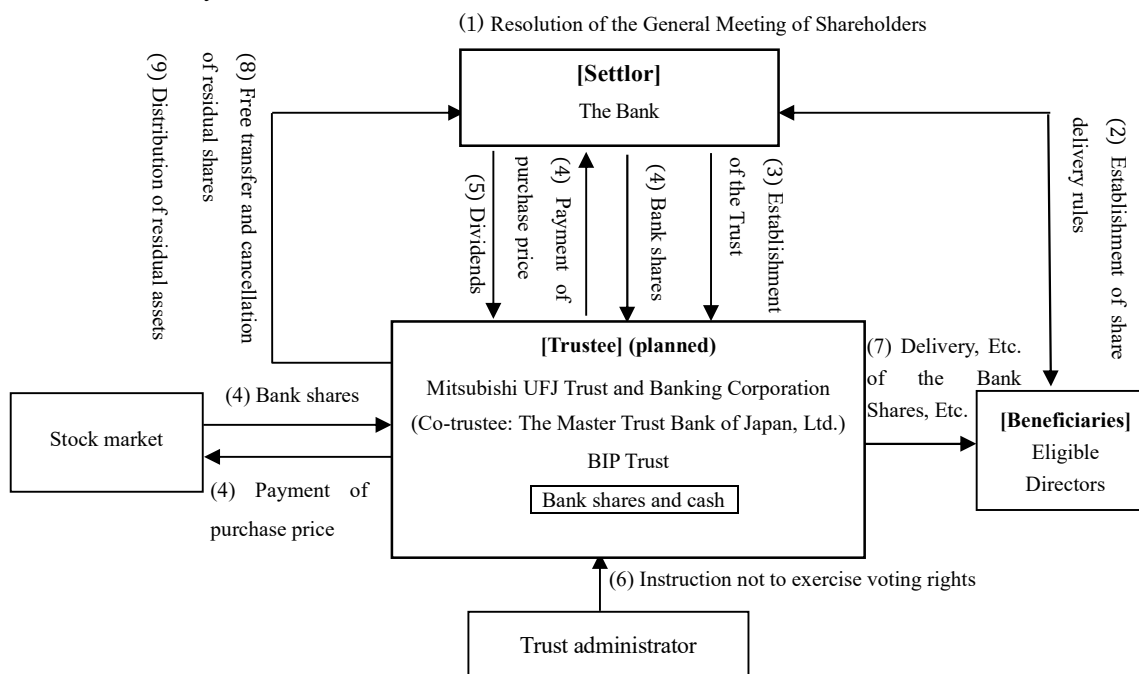 (1) Resolution of the General Meeting of Shareholders
[Settlor]
The Bank
(9) Distribution of residual assets
(8) Free transfer and cancellation
of residual shares
(5) Dividends
(4) Payment of
purchase price
(4) Bank shares
(3) Establishment
of the Trust
(2) Establishment of share
delivery rules
[Trustee] (planned)
Mitsubishi UFJ Trust and Banking Corporation
(Co-trustee: The Master Trust Bank of Japan, Ltd.)
BIP Trust
Bank shares and cash
(7) Delivery, Etc.
of the Bank
Shares, Etc.
[Beneficiaries]
Eligible
Directors
Stock market
(4) Bank shares
(4) Payment of
purchase price
(6) Instruction not to exercise voting rights
Trust administrator